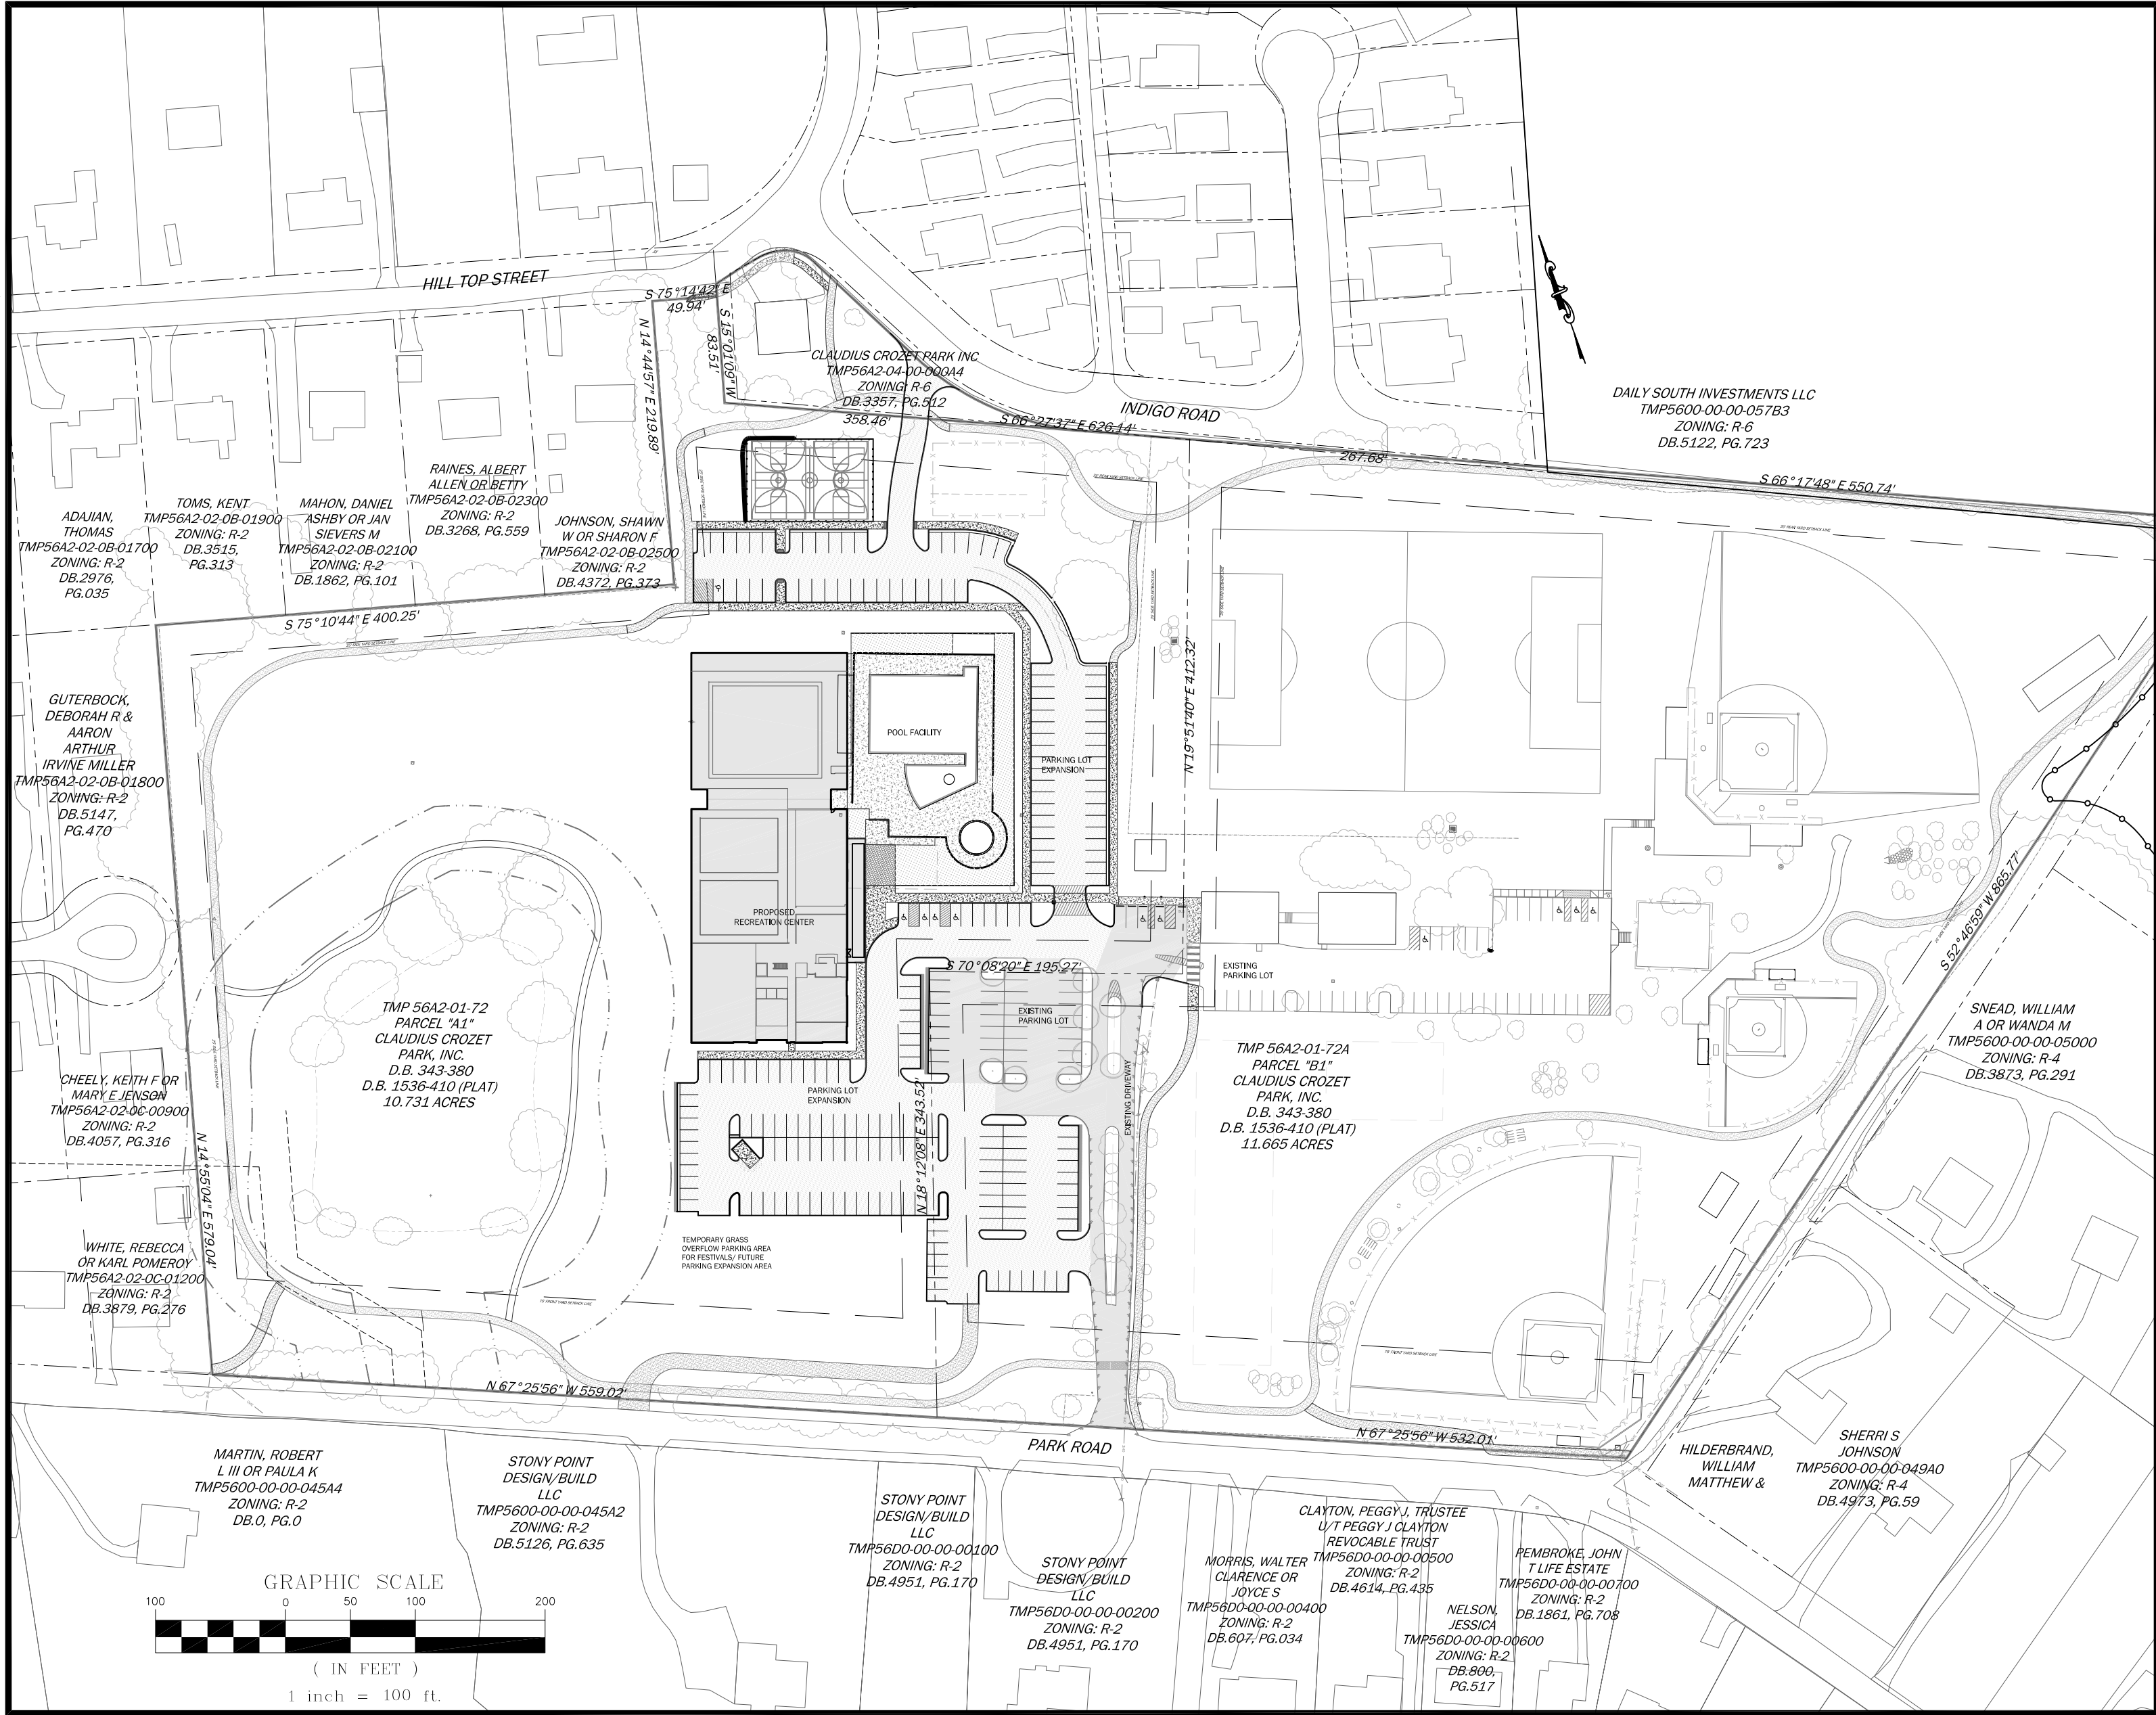 HILL TOP STREET
S 75°14'42" E
49.94'
N 14°44'57" E 219.89'
S 15°01'09" W
83.51'
CLAUDIUS CROZET PARK INC
TMP56A2-04-00-000A4
ZONING: R-6
DB.3357, PG.512
358.46'
S 66°27'37" E 626.14'
INDIGO ROAD
267.68'
DAILY SOUTH INVESTMENTS LLC
TMP5600-00-00-057B3
ZONING: R-6
DB.5122, PG.723
S 66°17'48" E 550.74'
ADAJIAN,
THOMAS
TMP56A2-02-0B-01700
ZONING: R-2
DB.2976,
PG.035
TOMS, KENT
TMP56A2-02-0B-01900
ZONING: R-2
DB.3515,
PG.313
MAHON, DANIEL
ASHBY OR JAN
SIEVERS M
TMP56A2-02-0B-02100
ZONING: R-2
DB.1862, PG.101
RAINES, ALBERT
ALLEN OR BETTY
TMP56A2-02-0B-02300
ZONING: R-2
DB.3268, PG.559
JOHNSON, SHAWN
W OR SHARON F
TMP56A2-02-0B-02500
ZONING: R-2
DB.4372, PG.373
S 75°10'44" E 400.25'
GUTERBOCK,
DEBORAH R &
AARON
ARTHUR
IRVINE MILLER
TMP56A2-02-0B-01800
ZONING: R-2
DB.5147,
PG.470
POOL FACILITY
PARKING LOT
EXPANSION
N 19°51'40" E 412.32'
PROPOSED
RECREATION CENTER
S 70°08'20" E 195.27'
EXISTING
PARKING LOT
EXISTING
PARKING LOT
S 52°46'59" W 865.77'
TMP 56A2-01-72
PARCEL "A1"
CLAUDIUS CROZET
PARK, INC.
D.B. 343-380
D.B. 1536-410 (PLAT)
10.731 ACRES
TMP 56A2-01-72A
PARCEL "B1"
CLAUDIUS CROZET
PARK, INC.
D.B. 343-380
D.B. 1536-410 (PLAT)
11.665 ACRES
SNEAD, WILLIAM
A OR WANDA M
TMP5600-00-00-05000
ZONING: R-4
DB.3873, PG.291
CHEELY, KEITH F OR
MARY E JENSON
TMP56A2-02-0C-00900
ZONING: R-2
DB.4057, PG.316
N 14°55'04" E 579.04'
PARKING LOT
EXPANSION
N 18°12'08" E 343.52'
EXISTING DRIVEWAY
WHITE, REBECCA
OR KARL POMEROY
TMP56A2-02-0C-01200
ZONING: R-2
DB.3879, PG.276
TEMPORARY GRASS
OVERFLOW PARKING AREA
FOR FESTIVALS/ FUTURE
PARKING EXPANSION AREA
N 67°25'56" W 559.02'
PARK ROAD
N 67°25'56" W 532.01'
MARTIN, ROBERT
L III OR PAULA K
TMP5600-00-00-045A4
ZONING: R-2
DB.0, PG.0
STONY POINT
DESIGN/BUILD
LLC
TMP5600-00-00-045A2
ZONING: R-2
DB.5126, PG.635
STONY POINT
DESIGN/BUILD
LLC
TMP56D0-00-00-00100
ZONING: R-2
DB.4951, PG.170
STONY POINT
DESIGN/BUILD
LLC
TMP56D0-00-00-00200
ZONING: R-2
DB.4951, PG.170
MORRIS, WALTER
CLARENCE OR
JOYCE S
TMP56D0-00-00-00400
ZONING: R-2
DB.607, PG.034
CLAYTON, PEGGY J, TRUSTEE
U/T PEGGY J CLAYTON
REVOCABLE TRUST
TMP56D0-00-00-00500
ZONING: R-2
DB.4614, PG.435
NELSON,
JESSICA
TMP56D0-00-00-00600
ZONING: R-2
DB.800,
PG.517
PEMBROKE, JOHN
T LIFE ESTATE
TMP56D0-00-00-00700
ZONING: R-2
DB.1861, PG.708
HILDERBRAND,
WILLIAM
MATTHEW &
SHERRI S
JOHNSON
TMP5600-00-00-049A0
ZONING: R-4
DB.4973, PG.59
GRAPHIC SCALE
100 0 50 100 200
( IN FEET )
1 inch = 100 ft.